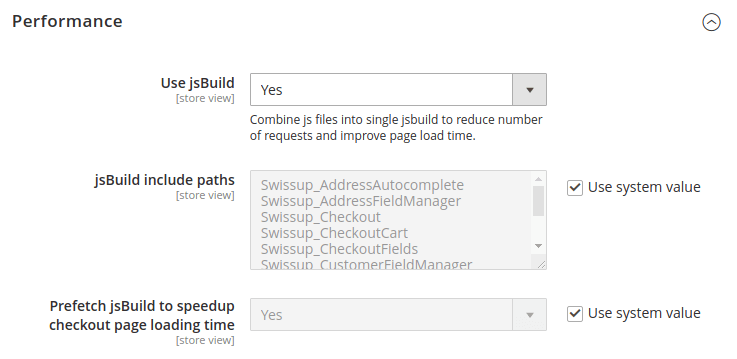 Performance
Use jsBuild
Yes
[store view]
Combine js files into single jsbuild to reduce number
of requests and improve page load time.
jsBuild include paths
[store view]
Swissup_AddressAutocomplete
Swissup_AddressFieldManager
Swissup_Checkout
Swissup_CheckoutCart
Swissup_CheckoutFields
Swissup_CustomerFieldManager
Use system value
Prefetch jsBuild to speedup
checkout page loading time
[store view]
Yes
Use system value